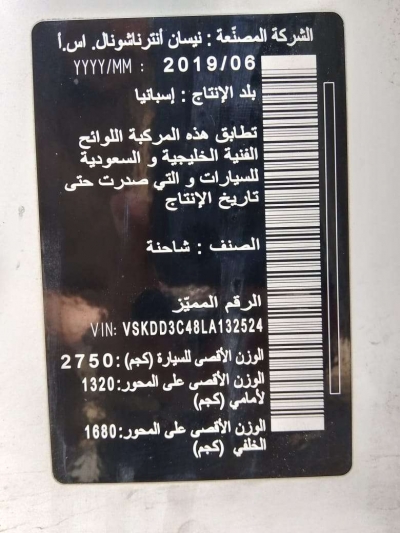 الشركة المصنّعة : نيسان أنترناشونال. اس.أ
YYYY/MM : 2019/06
بلد الإنتاج : إسبانيا
تطابق هذه المركبة اللوائح
الفنية الخليجية و السعودية
للسيارات و التي صدرت حتى
تاريخ الإنتاج
الصنف : شاحنة
الرقم المميّز
VIN: VSKDD3C48LA132524
الوزن الأقصى للسيارة (كجم): 2750
الوزن الأقصى على المحور: 1320
لأمامي (كجم)
الوزن الأقصى على المحور: 1680
الخلفي (كجم)